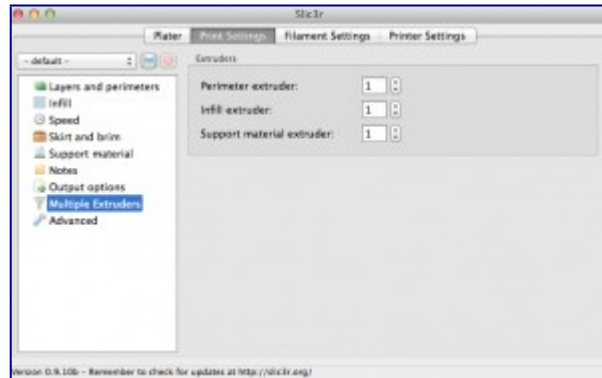 Slic3r
Plater Print Settings Filament Settings Printer Settings
- default -
Layers and perimeters
Infill
Speed
Skirt and brim
Support material
Notes
Output options
Multiple Extruders
Advanced
Extruders
Perimeter extruder: 1
Infill extruder: 1
Support material extruder: 1
Version 0.9.10b - Remember to check for updates at http://slic3r.org/